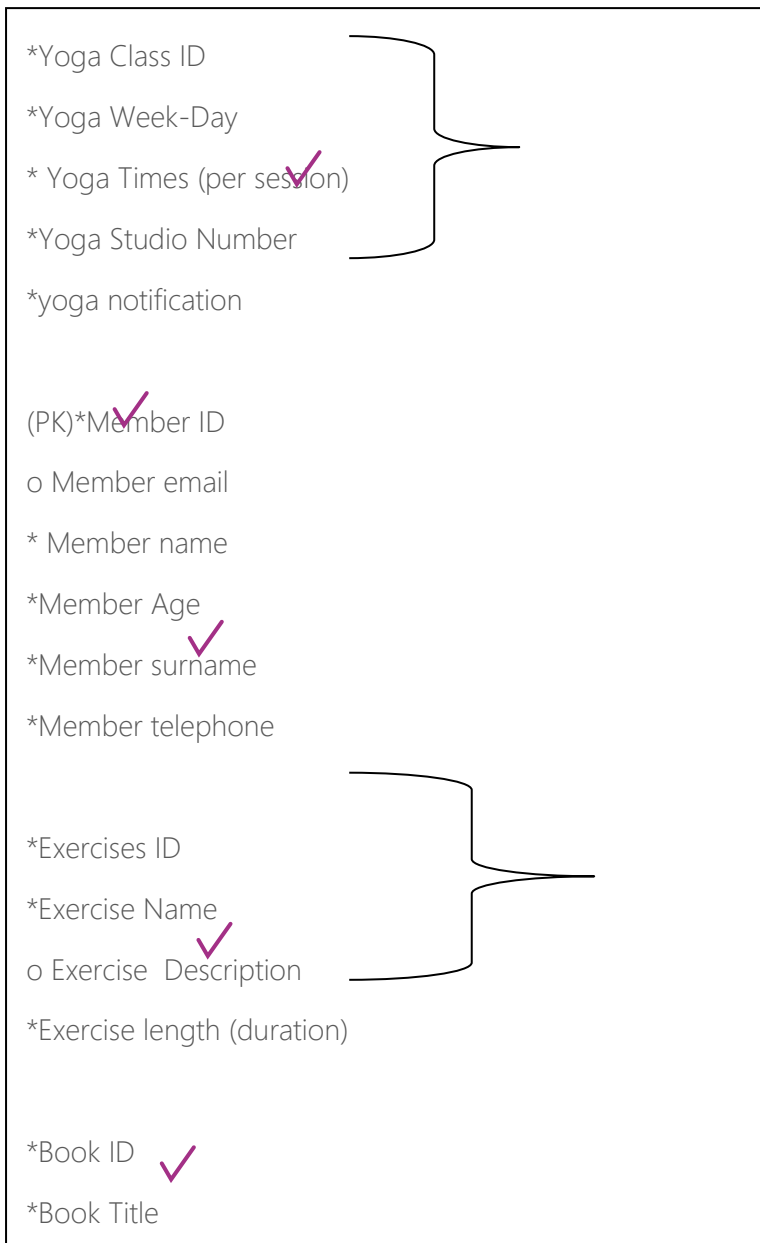 *Yoga Class ID
*Yoga Week-Day
* Yoga Times (per session)
*Yoga Studio Number
*yoga notification
(PK)*Member ID
o Member email
* Member name
*Member Age
*Member surname
*Member telephone
*Exercises ID
*Exercise Name
o Exercise  Description
*Exercise length (duration)
*Book ID
*Book Title